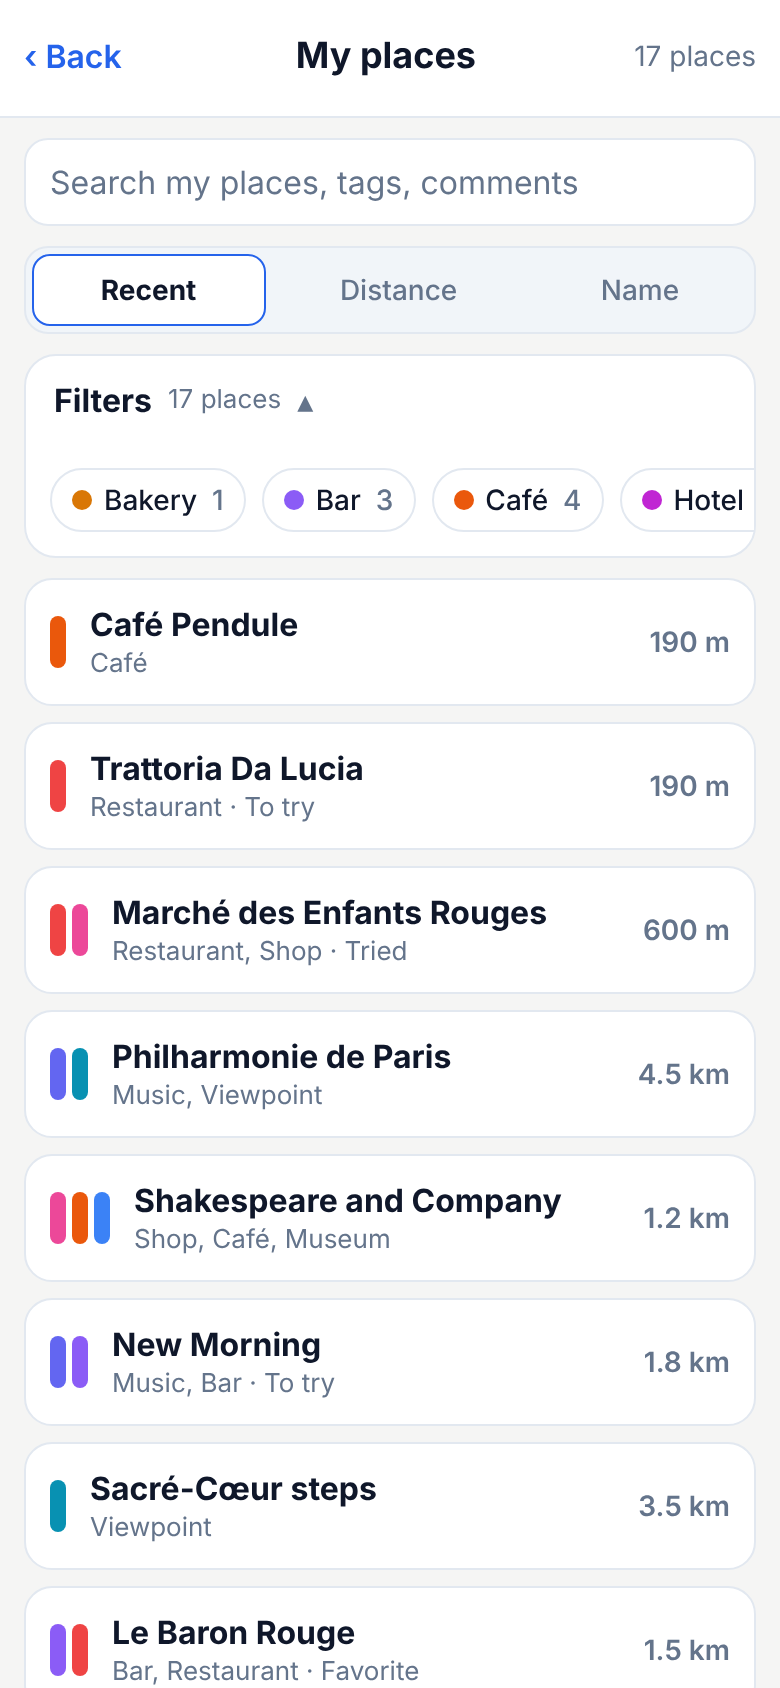 ‹ Back
My places
17 places
Search my places, tags, comments
Recent
Distance
Name
Filters 17 places ▲
Bakery 1
Bar 3
Café 4
Hotel
Café Pendule
Café
190 m
Trattoria Da Lucia
Restaurant · To try
190 m
Marché des Enfants Rouges
Restaurant, Shop · Tried
600 m
Philharmonie de Paris
Music, Viewpoint
4.5 km
Shakespeare and Company
Shop, Café, Museum
1.2 km
New Morning
Music, Bar · To try
1.8 km
Sacré-Cœur steps
Viewpoint
3.5 km
Le Baron Rouge
Bar, Restaurant · Favorite
1.5 km